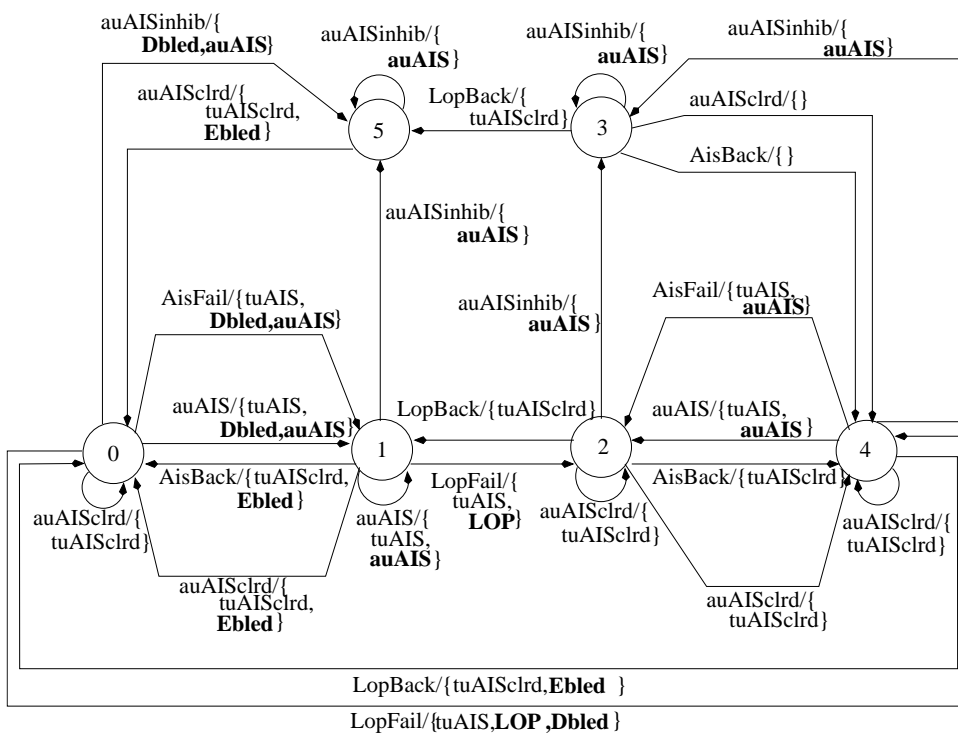 auAISinhib/{
Dbled,auAIS}
auAISinhib/{
auAIS}
auAISinhib/{
auAIS}
auAISinhib/{
auAIS}
auAISclrd/{
tuAISclrd,
Ebled }
LopBack/{
tuAISclrd}
auAISclrd/{}
AisBack/{}
5
3
auAISinhib/{
auAIS}
auAISinhib/{
auAIS}
AisFail/{tuAIS,
Dbled,auAIS}
AisFail/{tuAIS,
auAIS}
auAIS/{tuAIS,
Dbled,auAIS}
LopBack/{tuAISclrd}
auAIS/{tuAIS,
auAIS}
0
1
2
4
AisBack/{tuAISclrd,
Ebled }
LopFail/{
tuAIS,
LOP}
AisBack/{tuAISclrd}
auAISclrd/{
tuAISclrd}
auAIS/{
tuAIS,
auAIS}
auAISclrd/{
tuAISclrd}
auAISclrd/{
tuAISclrd}
auAISclrd/{
tuAISclrd,
Ebled }
auAISclrd/{
tuAISclrd}
LopBack/{tuAISclrd,Ebled }
LopFail/{tuAIS,LOP ,Dbled }